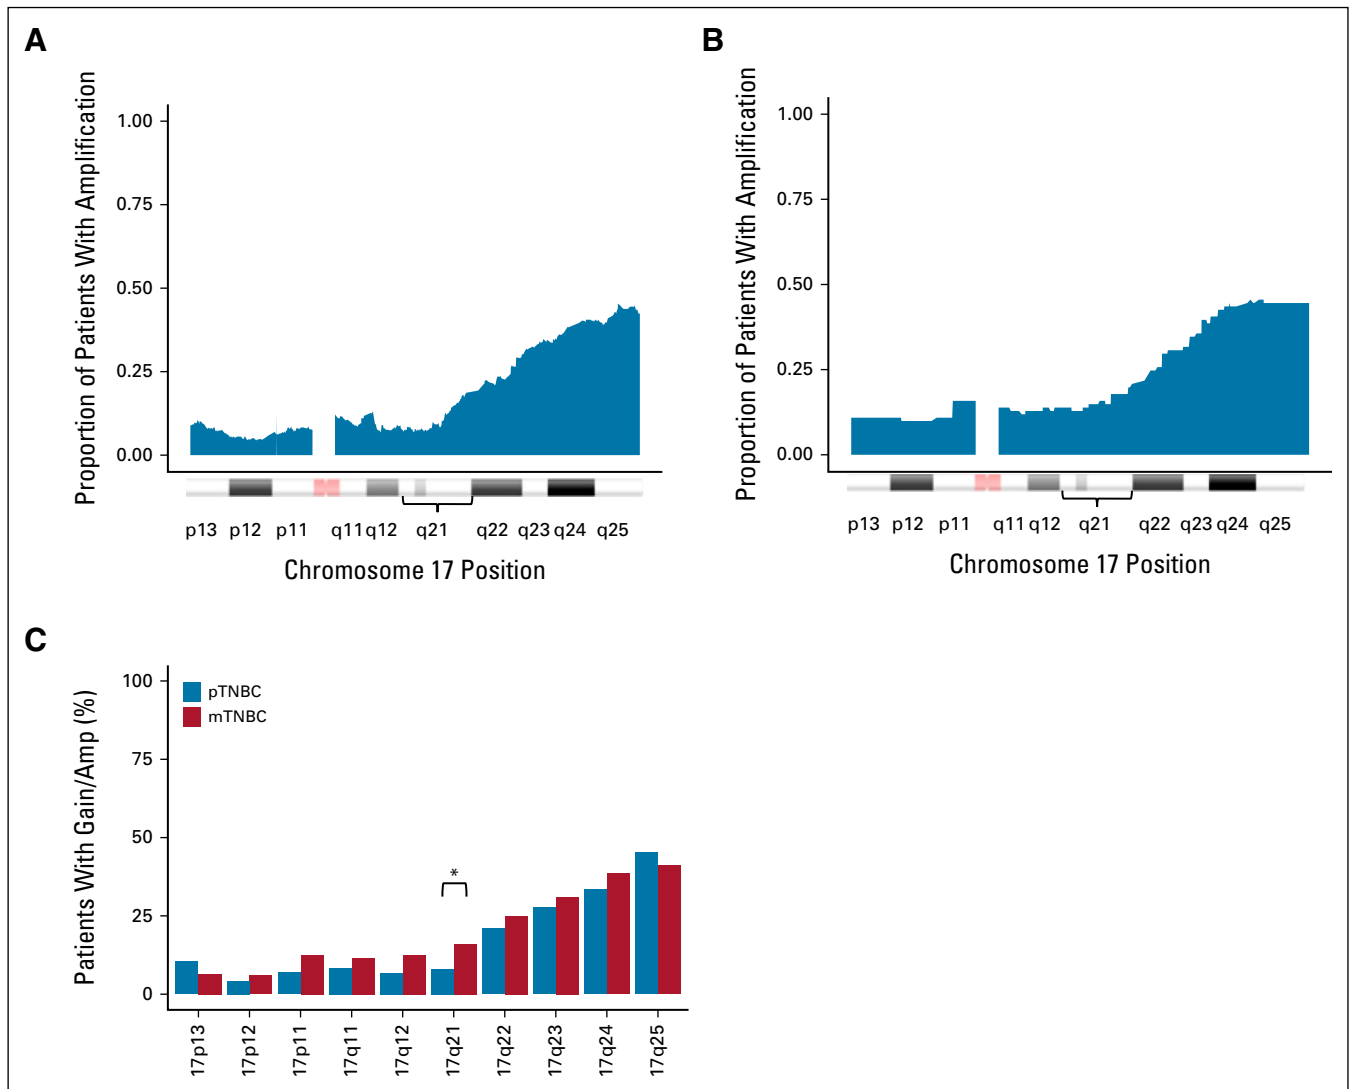 A
Proportion of Patients With Amplification
1.00
0.75
0.50
0.25
0.00
p13 p12 p11 q11 q12 q21 q22 q23 q24 q25
Chromosome 17 Position
B
Proportion of Patients With Amplification
1.00
0.75
0.50
0.25
0.00
p13 p12 p11 q11 q12 q21 q22 q23 q24 q25
Chromosome 17 Position
C
Patients With Gain/Amp (%)
100
75
50
25
0
pTNBC
mTNBC
*
17p13
17p12
17p11
17q11
17q12
17q21
17q22
17q23
17q24
17q25